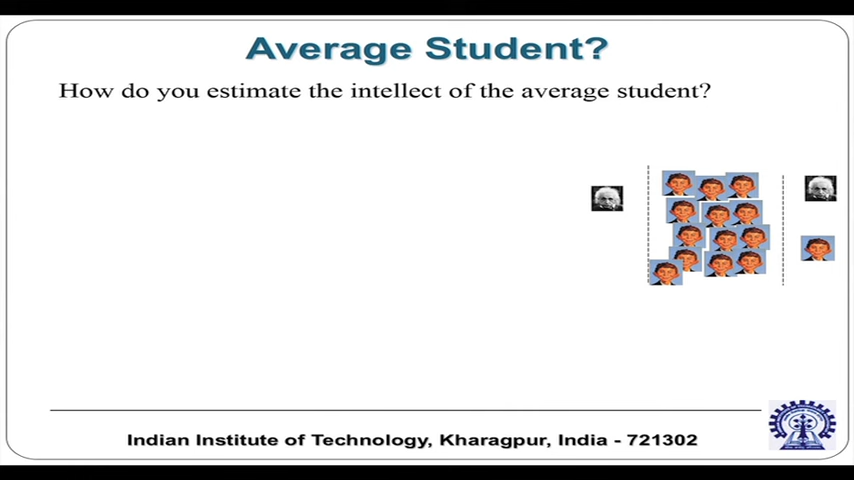 Average Student?
How do you estimate the intellect of the average student?
Indian Institute of Technology, Kharagpur, India - 721302